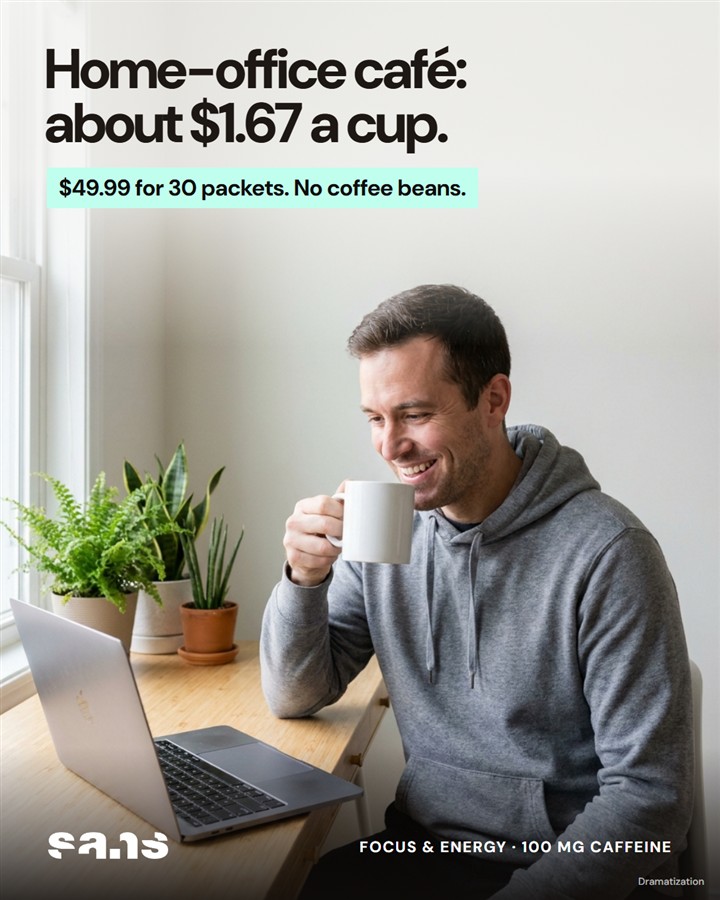 Home-office café:
about $1.67 a cup.
$49.99 for 30 packets. No coffee beans.
sans
FOCUS & ENERGY · 100 MG CAFFEINE
Dramatization